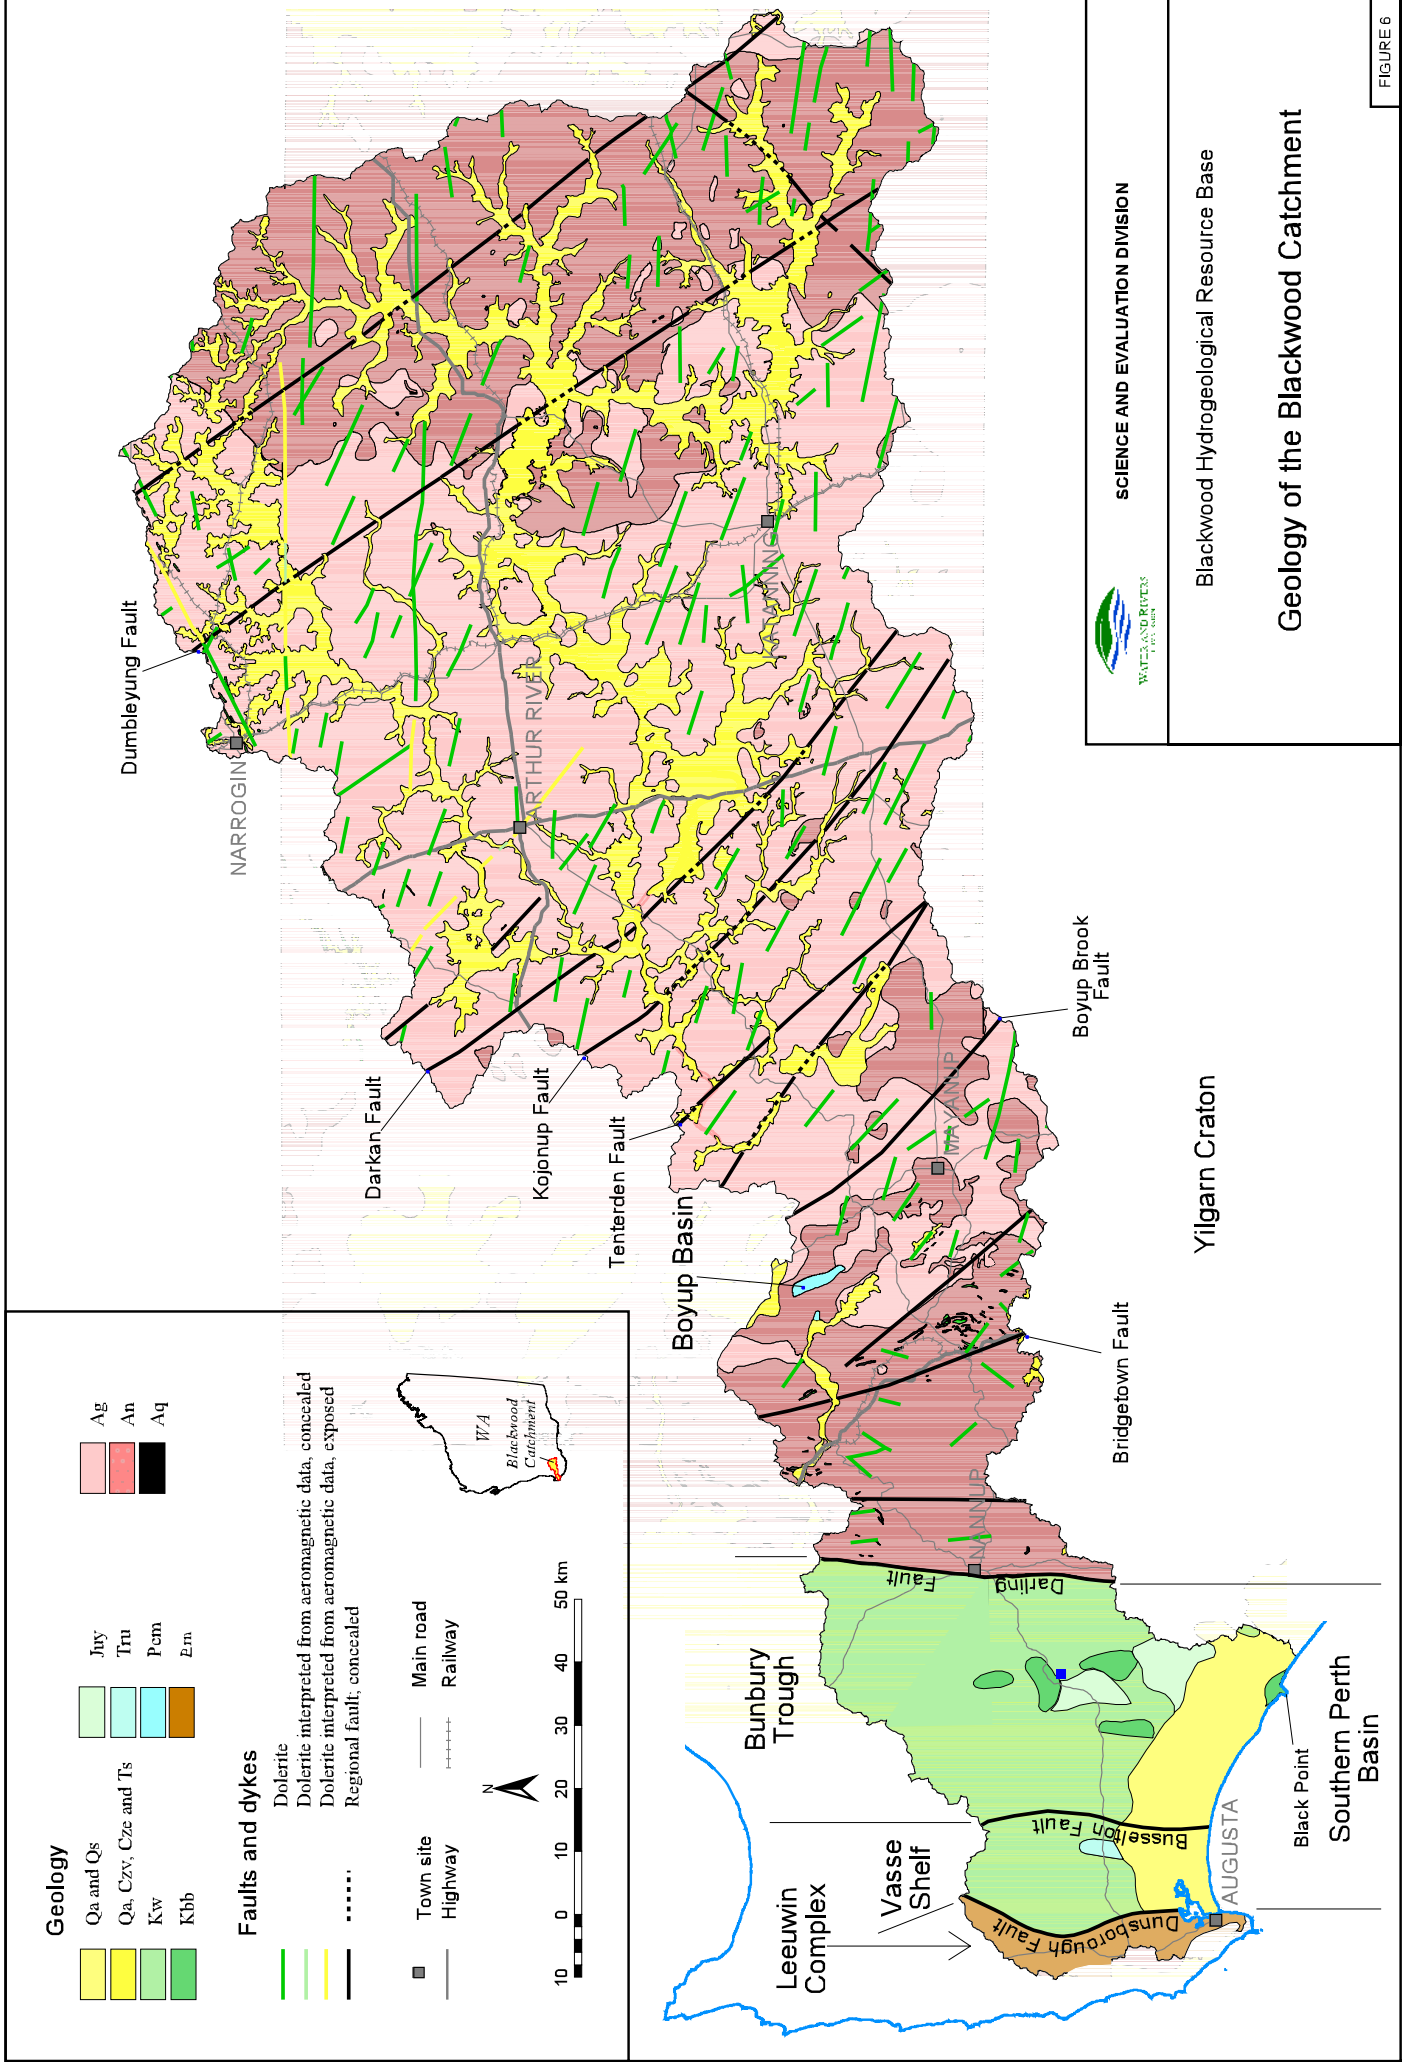 Geology
Qa and Qs
Qa, Czv, Cze and Ts
Kw
Kbb
Juy
Tru
Pcm
Em
Ag
An
Aq
Faults and dykes
Dolerite
Dolerite interpreted from aeromagnetic data, concealed
Dolerite interpreted from aeromagnetic data, exposed
Regional fault; concealed
Town site
Highway
Main road
Railway
N
10 0 10 20 30 40 50 km
WA
Blackwood
Catchment
Leeuwin
Complex
Vasse
Shelf
Bunbury
Trough
Dunsborough Fault
Busselton Fault
Darling Fault
AUGUSTA
Black Point
Southern Perth
Basin
NANNUP
Bridgetown Fault
Boyup Basin
Yilgarn Craton
MAYANUP
Boyup Brook
Fault
Tenterden Fault
Kojonup Fault
Darkan Fault
ARTHUR RIVER
NARROGIN
Dumbleyung Fault
KATANNING
WATER AND RIVERS
SCIENCE AND EVALUATION DIVISION
Blackwood Hydrogeological Resource Base
Geology of the Blackwood Catchment
FIGURE 6